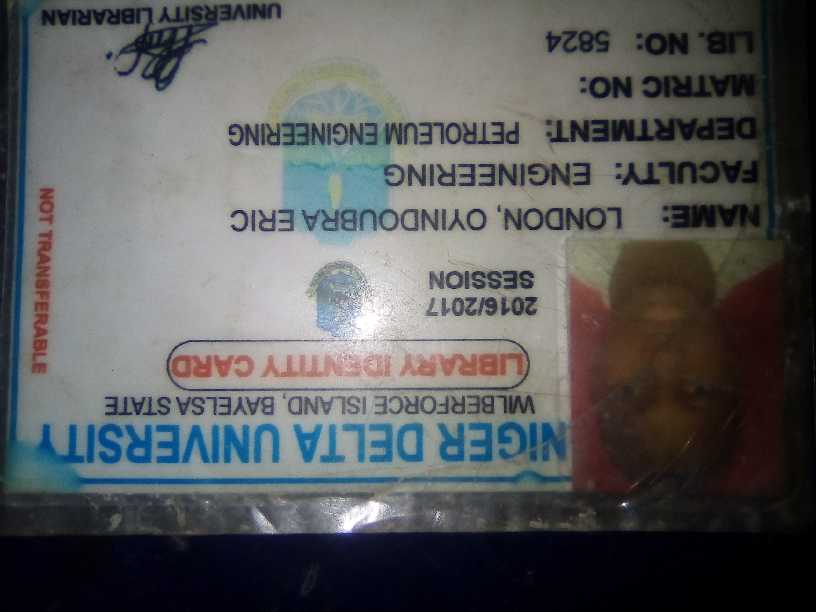 NIGER DELTA UNIVERSITY
WILBERFORCE ISLAND, BAYELSA STATE
LIBRARY IDENTITY CARD
2016/2017
SESSION
NAME: LONDON, OYINDOUBRA ERIC
FACULTY: ENGINEERING
DEPARTMENT: PETROLEUM ENGINEERING
MATRIC NO:
LIB. NO: 5824
UNIVERSITY LIBRARIAN
NOT TRANSFERABLE